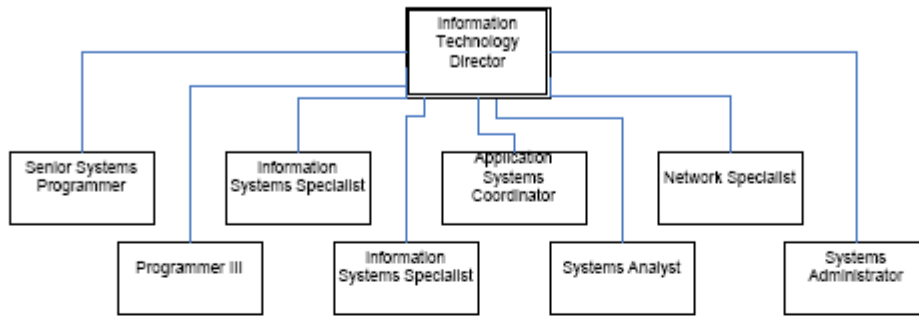 Information
Technology
Director
Senior Systems
Programmer
Information
Systems Specialist
Application
Systems
Coordinator
Network Specialist
Programmer III
Information
Systems Specialist
Systems Analyst
Systems
Administrator